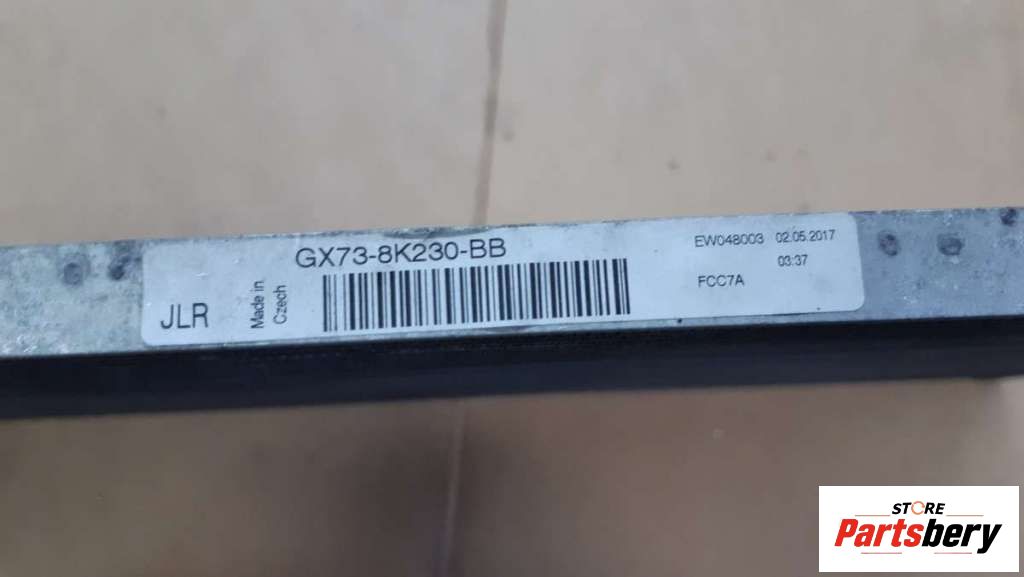 GX73-8K230-BB
JLR
Made in
Czech
EW048003 02.05.2017
03:37
FCC7A
STORE
Partsbery